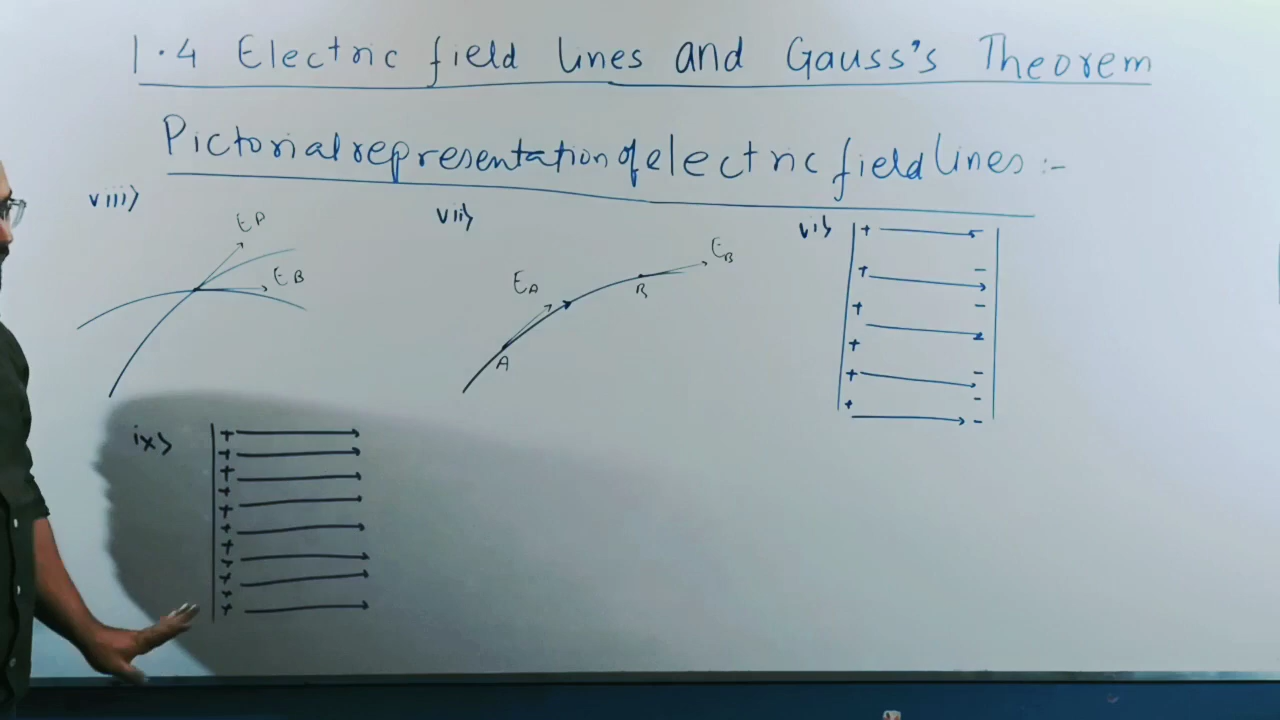 1.4 Electric field lines and Gauss's Theorem
Pictorial representation of electric field lines :-
viii)
EP
EB
vii)
EA
A
B
EB
vi)
+
+ -
+ -
+
+ -
+ -
-
ix)
+
+
+
+
+
+
+
+
+
+
+